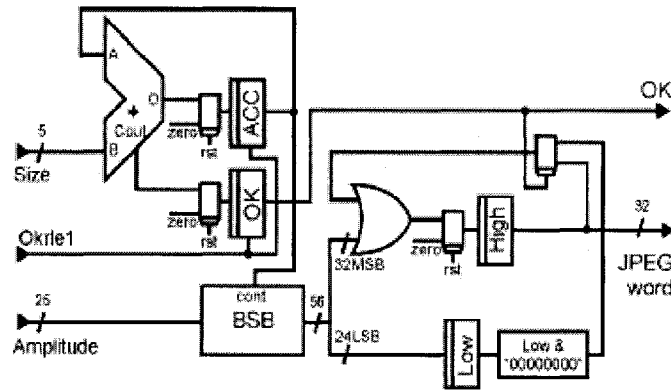 A
O
+
Cout
B
5
Size
zero
rst
ACC
zero
rst
OK
OK
Okrle1
25
Amplitude
cont
BSB
56
32MSB
24LSB
zero
rst
High
32
JPEG
word
Low
Low &
"00000000"